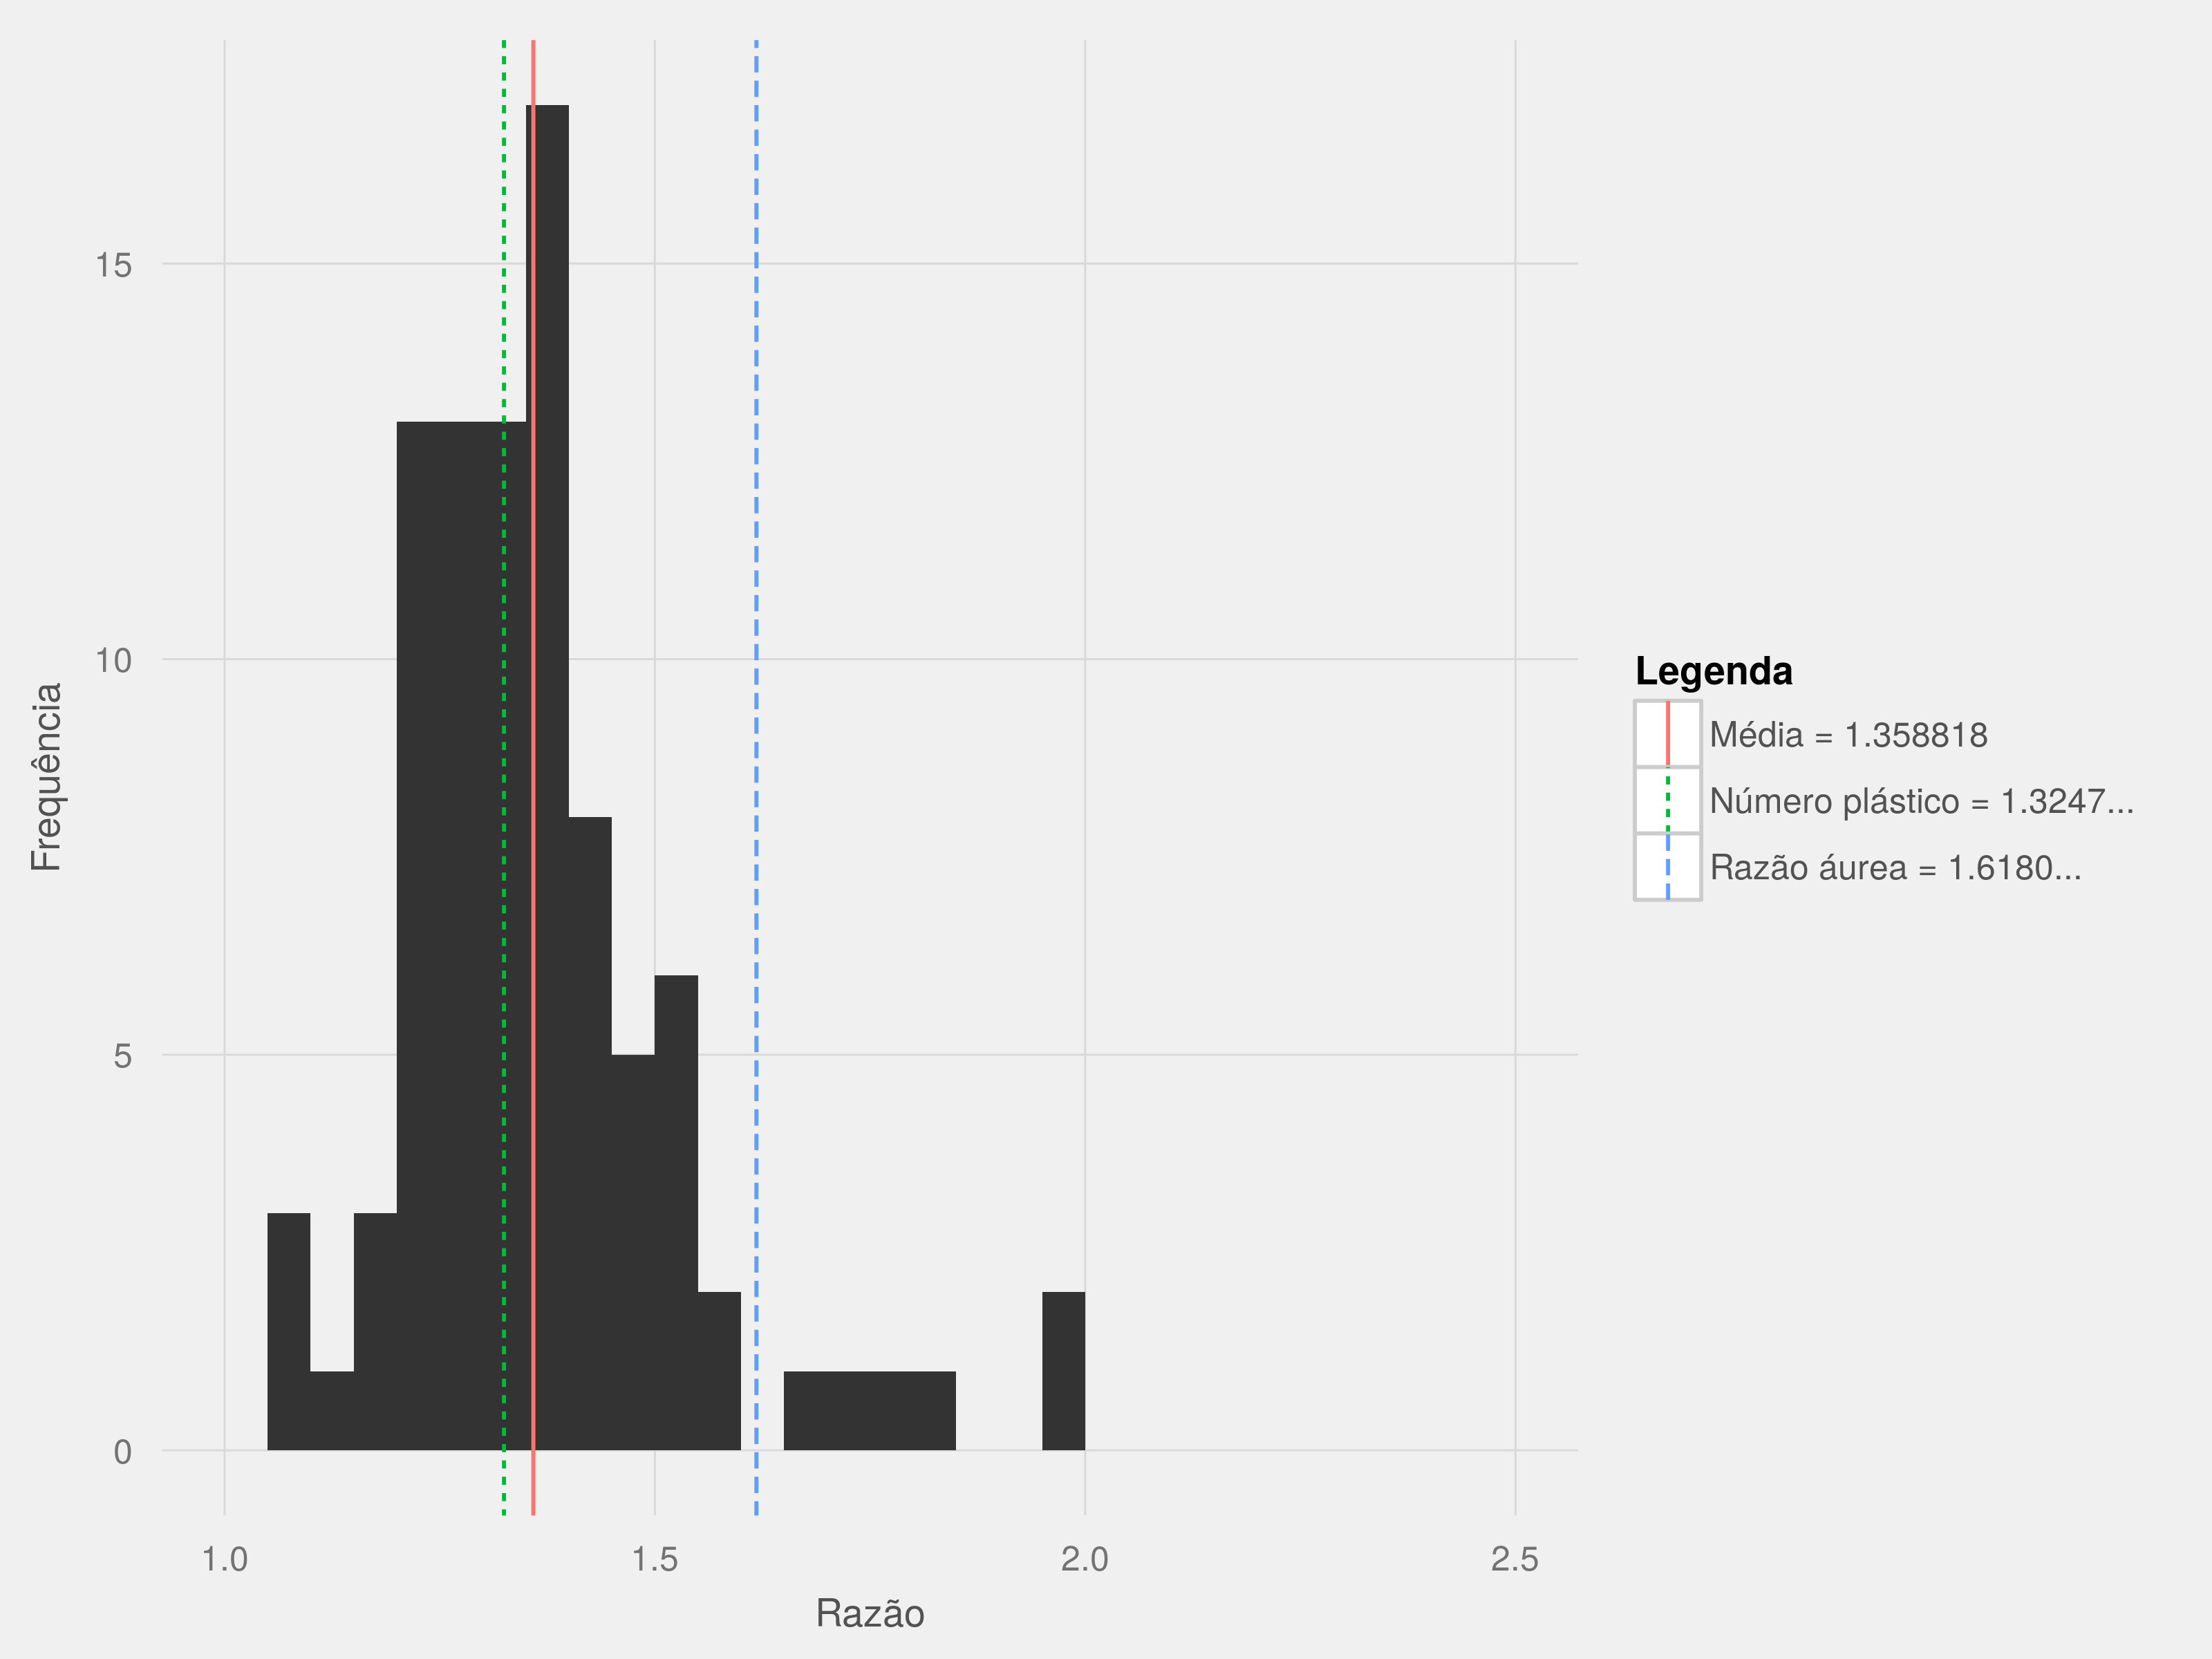 15
10
5
0
Frequência
1.0
1.5
2.0
2.5
Razão
Legenda
Média = 1.358818
Número plástico = 1.3247...
Razão áurea = 1.6180...